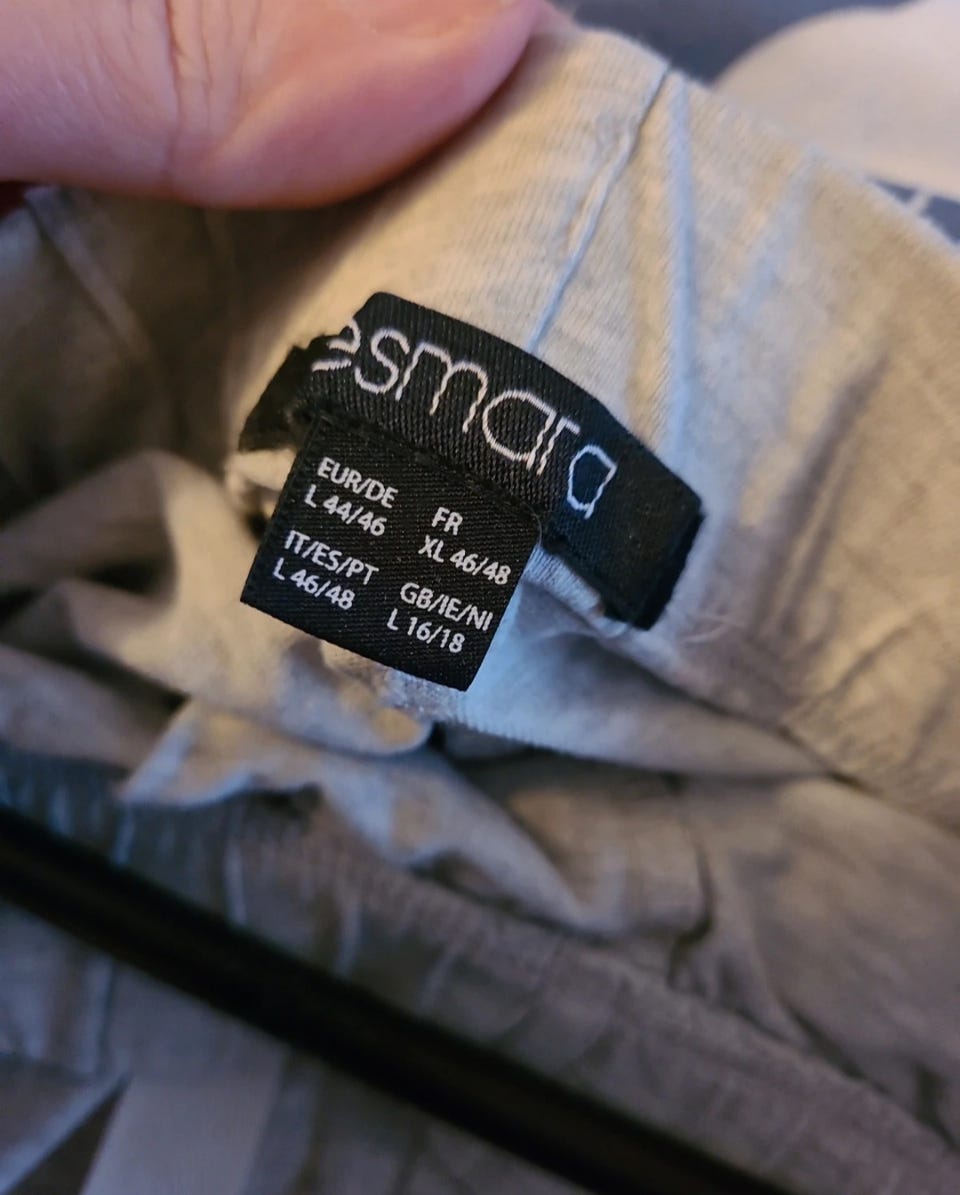 esmara
EUR/DE
L 44/46
FR
XL 46/48
IT/ES/PT
L 46/48
GB/IE/NI
L 16/18